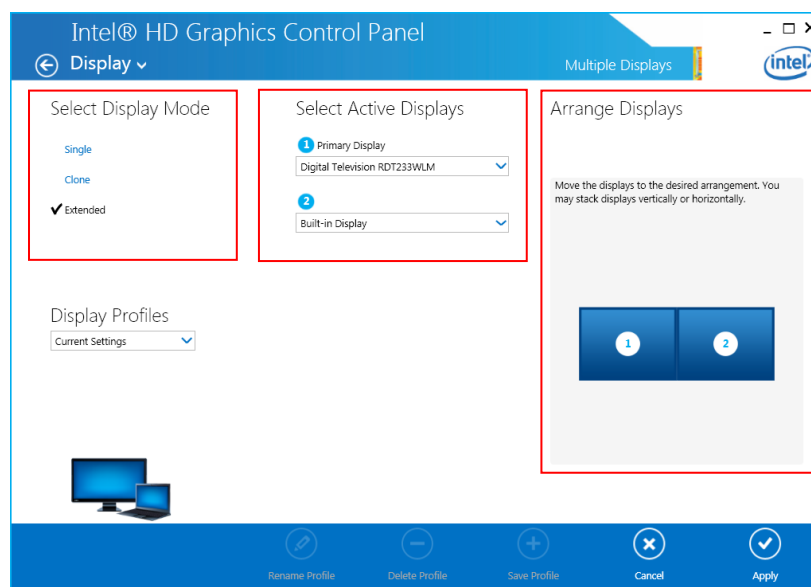 Intel® HD Graphics Control Panel
Display
Multiple Displays
intel
Select Display Mode
Single
Clone
Extended
Select Active Displays
1 Primary Display
Digital Television RDT233WLM
2
Built-in Display
Arrange Displays
Move the displays to the desired arrangement. You
may stack displays vertically or horizontally.
1
2
Display Profiles
Current Settings
Rename Profile
Delete Profile
Save Profile
Cancel
Apply